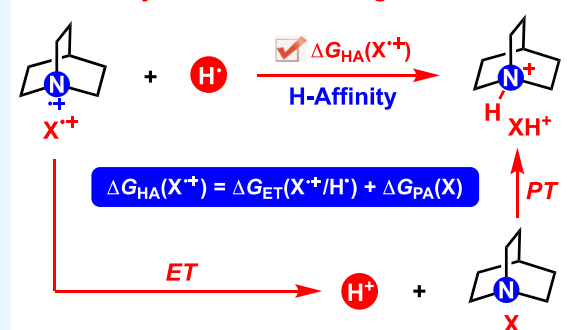 N
•+
X•+
+
H•
ΔG_HA(X•+)
H-Affinity
N+
H
XH+
ΔG_HA(X•+) = ΔG_ET(X•+/H•) + ΔG_PA(X)
PT
ET
H+
+
N
X